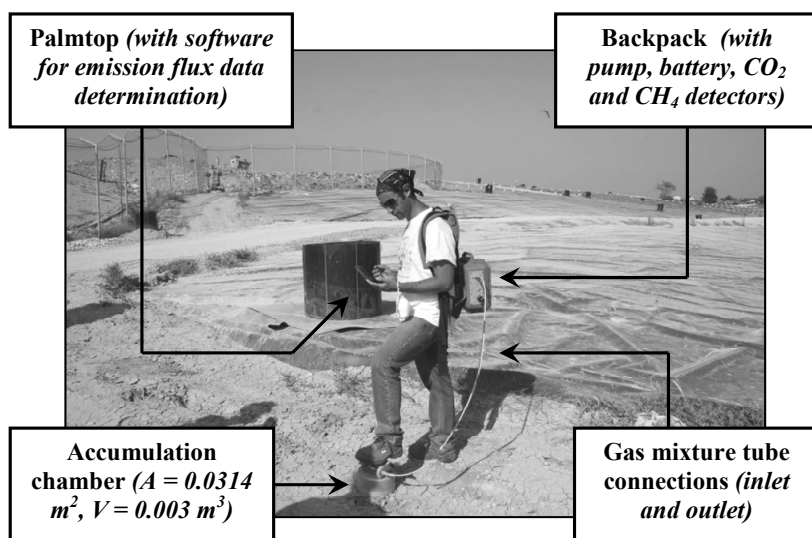 Palmtop (with software
for emission flux data
determination)
Backpack (with
pump, battery, CO2
and CH4 detectors)
Accumulation
chamber (A = 0.0314
m2, V = 0.003 m3)
Gas mixture tube
connections (inlet
and outlet)